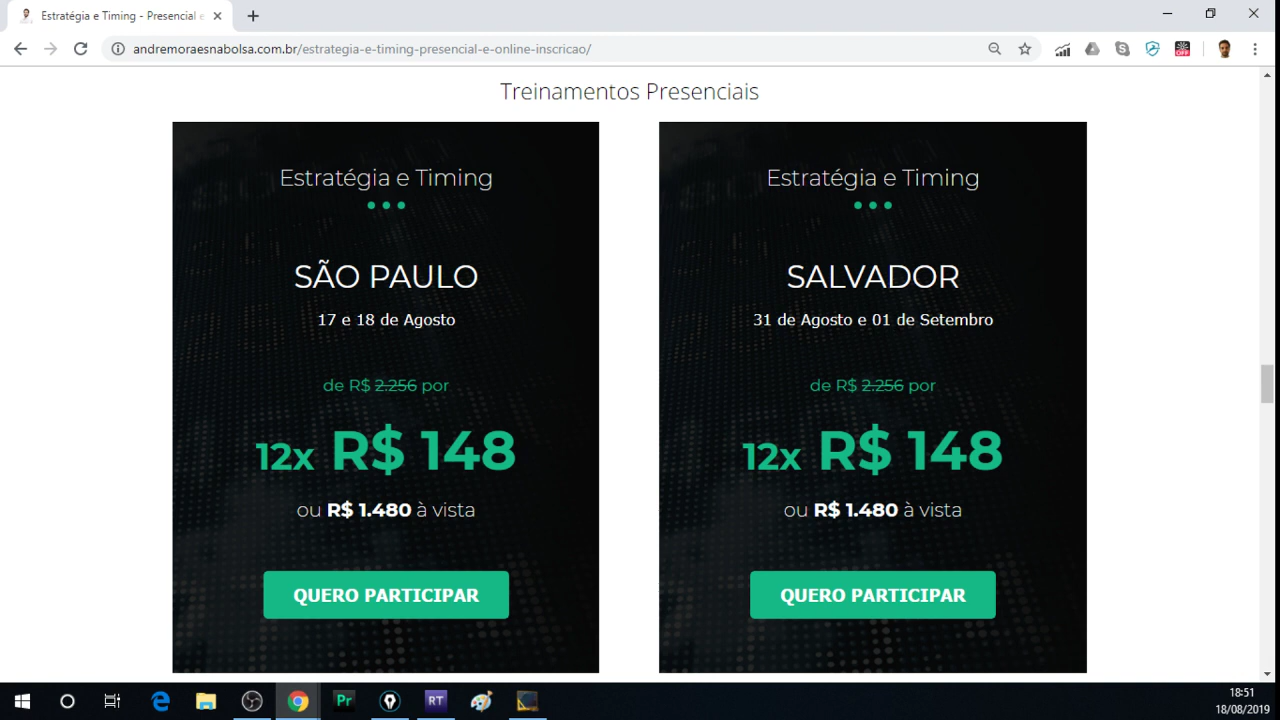 Estratégia e Timing - Presencial e
andremoraesnabolsa.com.br/estrategia-e-timing-presencial-e-online-inscricao/
OFF
Treinamentos Presenciais
Estratégia e Timing
SÃO PAULO
17 e 18 de Agosto
de R$ 2.256 por
12x R$ 148
ou R$ 1.480 à vista
QUERO PARTICIPAR
Estratégia e Timing
SALVADOR
31 de Agosto e 01 de Setembro
de R$ 2.256 por
12x R$ 148
ou R$ 1.480 à vista
QUERO PARTICIPAR
Pr
RT
18:51
18/08/2019